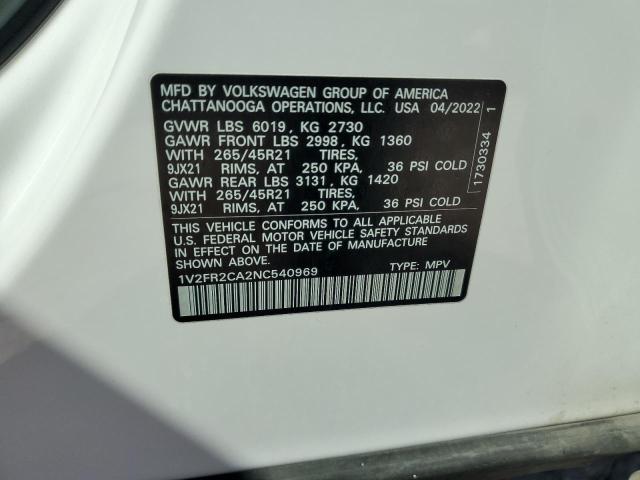 MFD BY VOLKSWAGEN GROUP OF AMERICA
CHATTANOOGA OPERATIONS, LLC. USA 04/2022
GVWR LBS 6019, KG 2730
GAWR FRONT LBS 2998, KG 1360
WITH 265/45R21 TIRES,
9JX21 RIMS, AT 250 KPA, 36 PSI COLD
GAWR REAR LBS 3131, KG 1420
WITH 265/45R21 TIRES,
9JX21 RIMS, AT 250 KPA, 36 PSI COLD
THIS VEHICLE CONFORMS TO ALL APPLICABLE
U.S. FEDERAL MOTOR VEHICLE SAFETY STANDARDS
IN EFFECT ON THE DATE OF MANUFACTURE
SHOWN ABOVE
1V2FR2CA2NC540969 TYPE: MPV
1730334 1